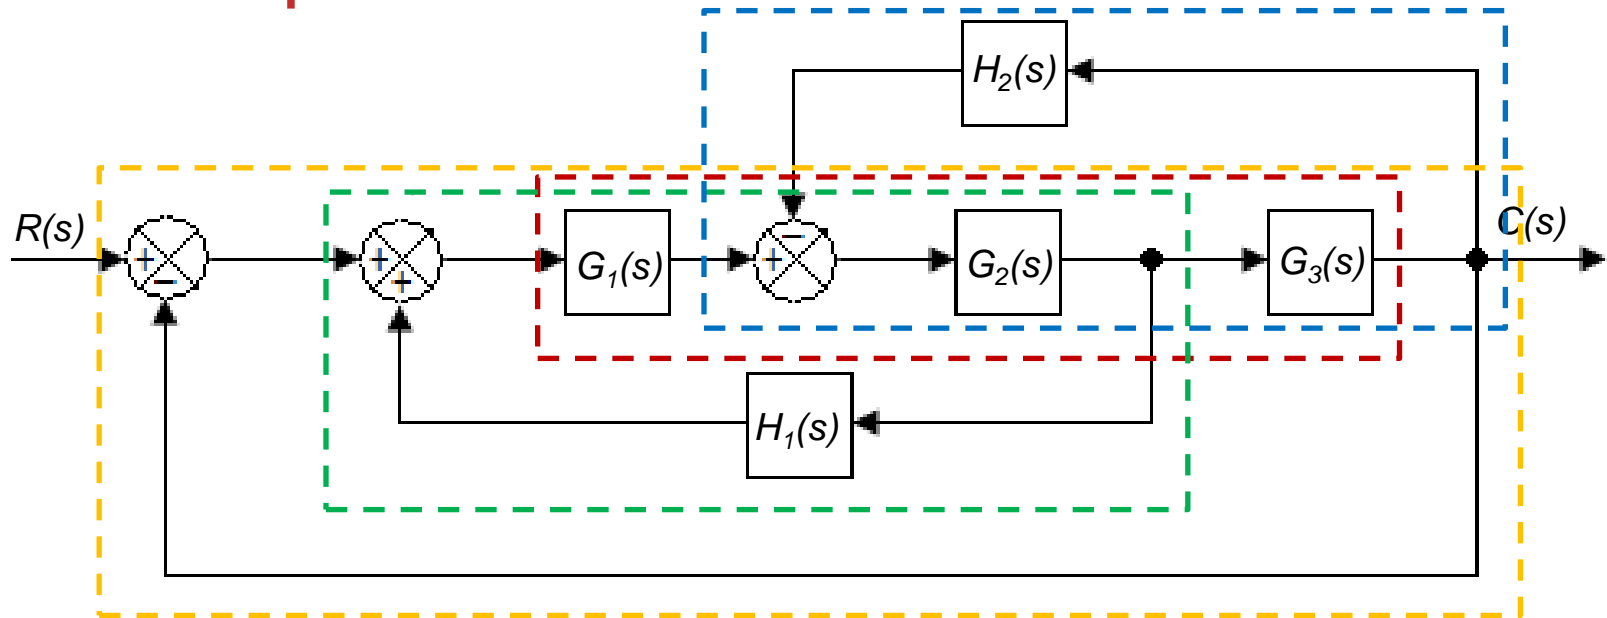 H₂(s)
R(s)
C(s)
+
−
+
+
G₁(s)
−
+
G₂(s)
G₃(s)
H₁(s)